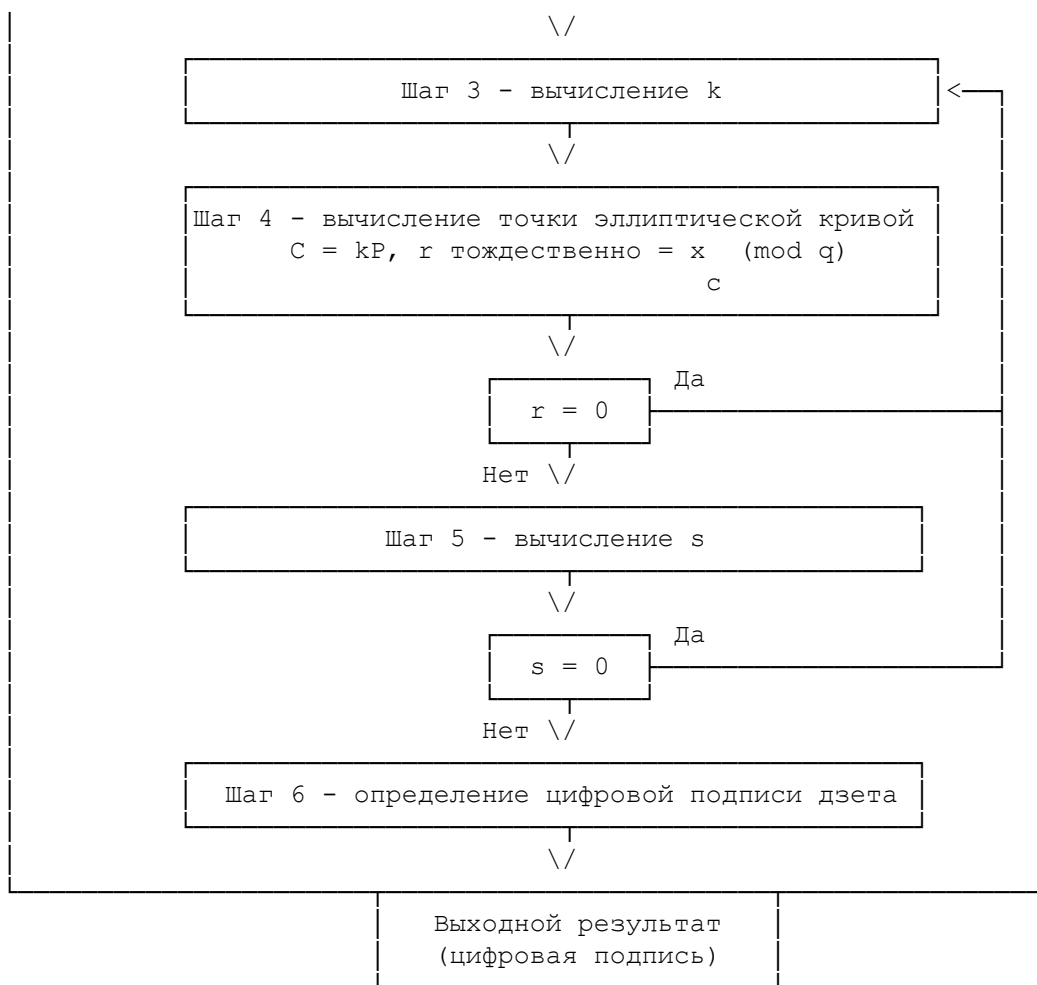 \/
Шаг 3 - вычисление k
<
\/
Шаг 4 - вычисление точки эллиптической кривой
C = kP, r тождественно = x (mod q)
c
\/
Да
r = 0
Нет \/
Шаг 5 - вычисление s
\/
Да
s = 0
Нет \/
Шаг 6 - определение цифровой подписи дзета
\/
Выходной результат
(цифровая подпись)